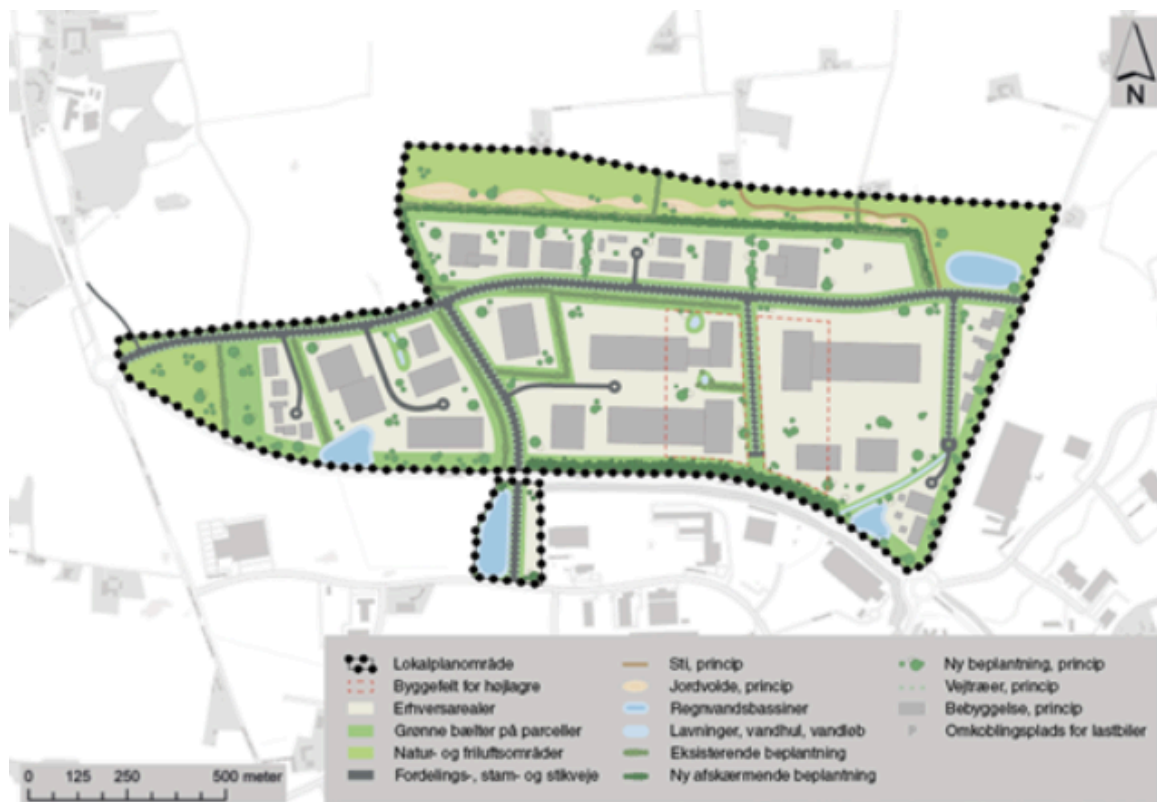 N
P
Lokalplanområde
Byggefelt for højlagre
Erhversarealer
Grønne bælter på parceller
Natur- og friluftsområder
Fordelings-, stam- og stikveje
Sti, princip
Jordvolde, princip
Regnvandsbassiner
Lavninger, vandhul, vandløb
Eksisterende beplantning
Ny afskærmende beplantning
Ny beplantning, princip
Vejtræer, princip
Bebyggelse, princip
P Omkoblingsplads for lastbiler
0 125 250 500 meter